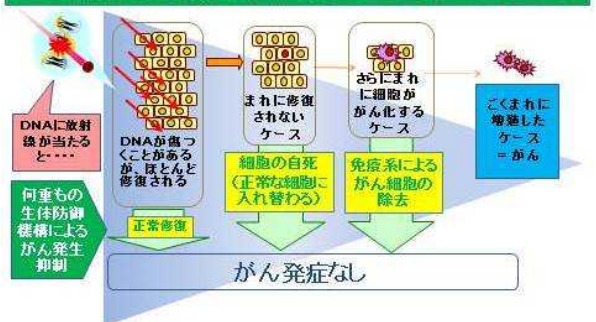 DNAに放射
線が当たる
と・・・・
DNAが傷つ
くことがある
が、ほとんど
修復される
まれに修復
されない
ケース
さらにまれ
に細胞が
がん化する
ケース
ごくまれに
増殖した
ケース
=がん
何重もの
生体防御
機構による
がん発生
抑制
正常修復
細胞の自死
(正常な細胞に
入れ替わる)
免疫系による
がん細胞の
除去
がん発症なし